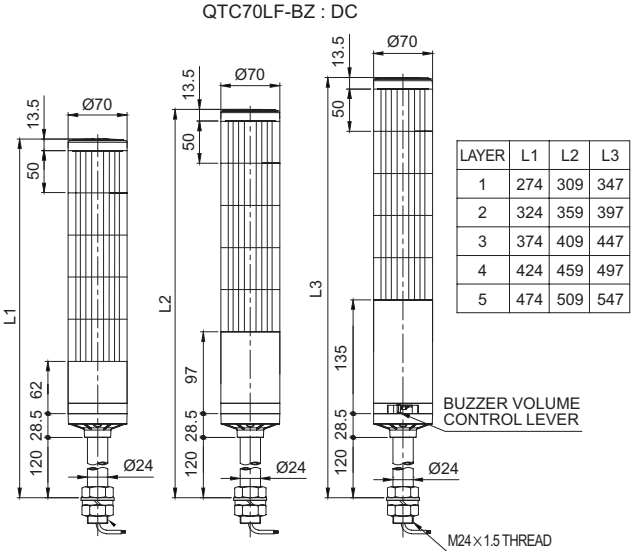 QTC70LF-BZ : DC
Ø70
13.5
50
L1
62
28.5
120
Ø24
Ø70
13.5
50
L2
97
28.5
120
Ø24
Ø70
13.5
50
L3
135
28.5
120
Ø24
BUZZER VOLUME
CONTROL LEVER
M24×1.5 THREAD
LAYER L1 L2 L3
1 274 309 347
2 324 359 397
3 374 409 447
4 424 459 497
5 474 509 547